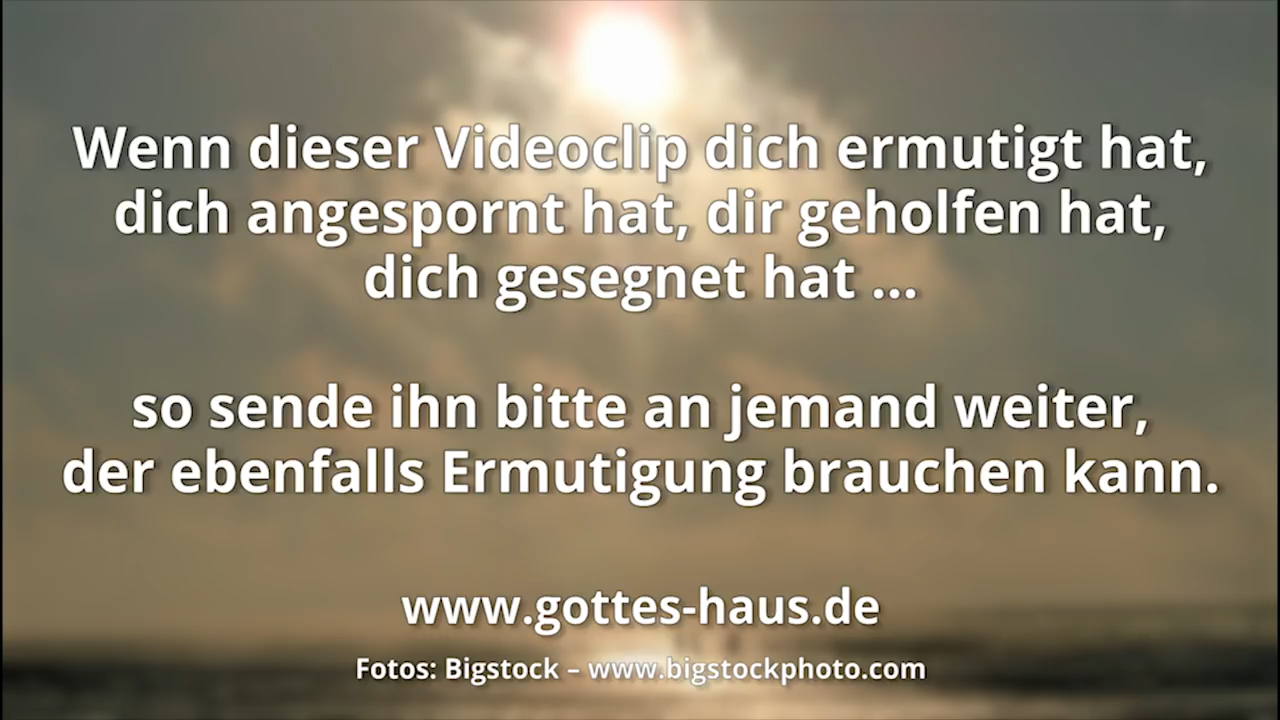 Wenn dieser Videoclip dich ermutigt hat,
dich angespornt hat, dir geholfen hat,
dich gesegnet hat ...
so sende ihn bitte an jemand weiter,
der ebenfalls Ermutigung brauchen kann.
www.gottes-haus.de
Fotos: Bigstock – www.bigstockphoto.com